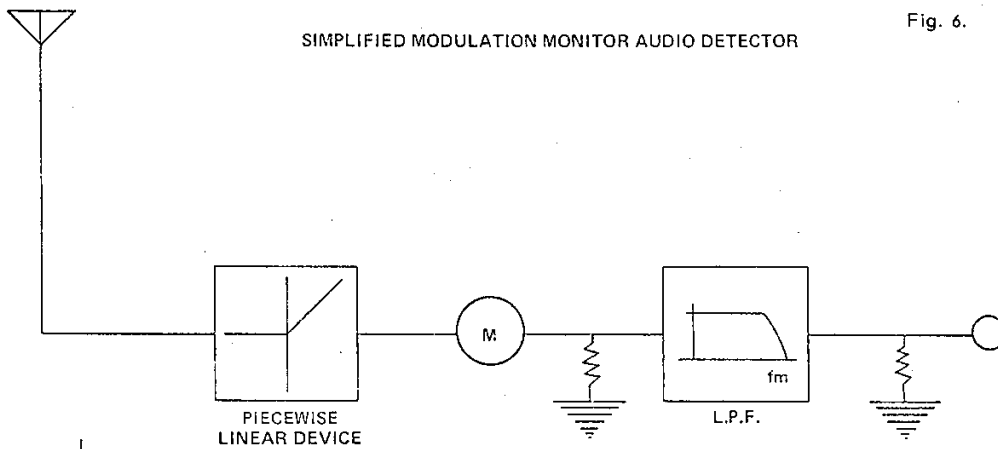 Fig. 6.
SIMPLIFIED MODULATION MONITOR AUDIO DETECTOR
M
fm
PIECEWISE
LINEAR DEVICE
L.P.F.